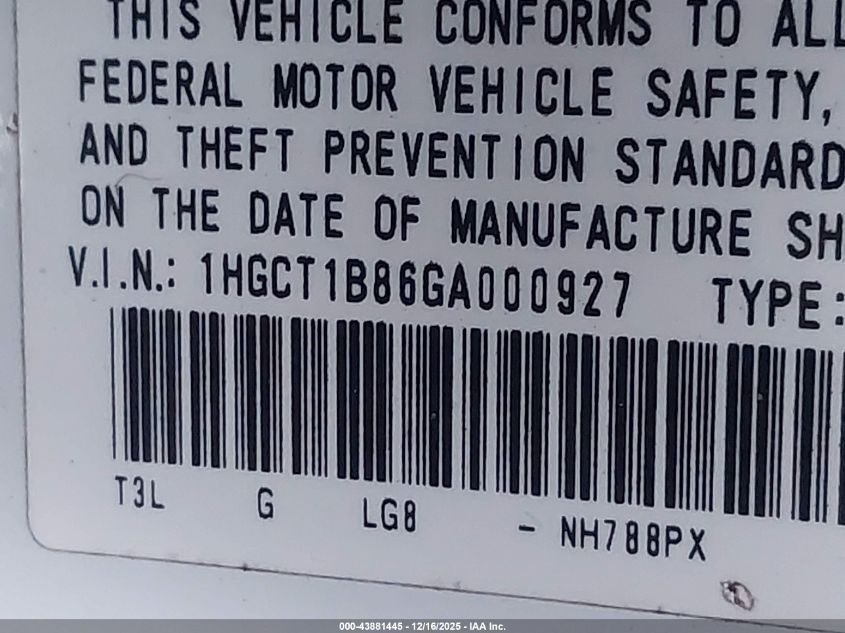 THIS VEHICLE CONFORMS TO ALL
FEDERAL MOTOR VEHICLE SAFETY,
AND THEFT PREVENTION STANDARD
ON THE DATE OF MANUFACTURE SH
V.I.N.: 1HGCT1B86GA000927 TYPE:
T3L G LG8 - NH788PX
000-43881445 - 12/16/2025 - IAA Inc.